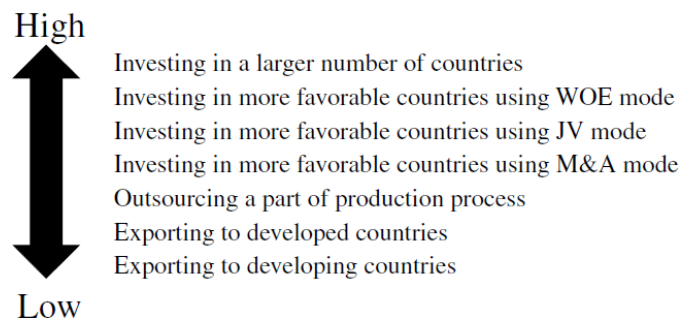 High
Investing in a larger number of countries
Investing in more favorable countries using WOE mode
Investing in more favorable countries using JV mode
Investing in more favorable countries using M&A mode
Outsourcing a part of production process
Exporting to developed countries
Exporting to developing countries
Low